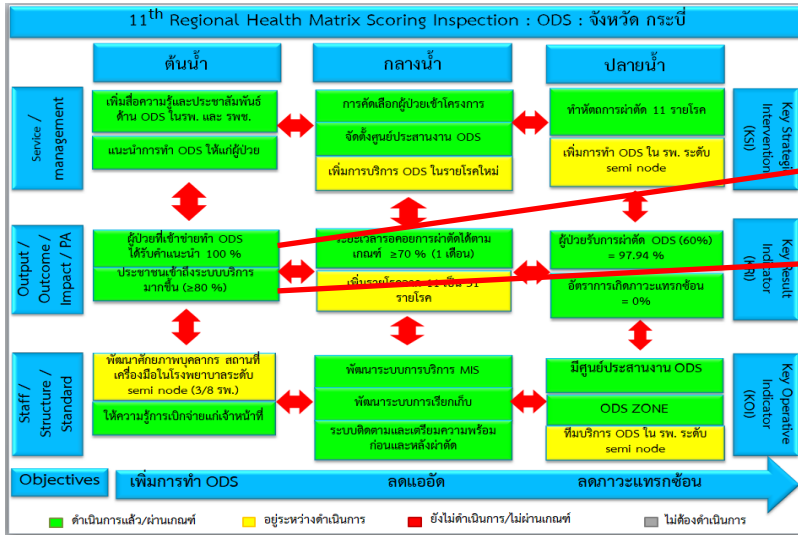 11th Regional Health Matrix Scoring Inspection : ODS : จังหวัด กระบี่
ต้นน้ำ
กลางน้ำ
ปลายน้ำ
Service /
management
เพิ่มสื่อความรู้และประชาสัมพันธ์
ด้าน ODS ในรพ. และ รพช.
แนะนำการทำ ODS ให้แก่ผู้ป่วย
การคัดเลือกผู้ป่วยเข้าโครงการ
จัดตั้งศูนย์ประสานงาน ODS
เพิ่มการบริการ ODS ในรายโรคใหม่
ทำหัตถการผ่าตัด 11 รายโรค
เพิ่มการทำ ODS ใน รพ. ระดับ
semi node
Key Strategic
Intervention
(KSI)
Output /
Outcome /
Impact / PA
ผู้ป่วยที่เข้าข่ายทำ ODS
ได้รับคำแนะนำ 100 %
ประชาชนเข้าถึงระบบบริการ
มากขึ้น (≥80 %)
ระยะเวลารอคอยการผ่าตัดได้ตาม
เกณฑ์ ≥70 % (1 เดือน)
เพิ่มรายโรคจาก 11 เป็น 31
รายโรค
ผู้ป่วยรับการผ่าตัด ODS (60%)
= 97.94 %
อัตราการเกิดภาวะแทรกซ้อน
= 0%
Key Result
Indicator
(KRI)
Staff /
Structure /
Standard
พัฒนาศักยภาพบุคลากร สถานที่
เครื่องมือในโรงพยาบาลระดับ
semi node (3/8 รพ.)
ให้ความรู้การเบิกจ่ายแก่เจ้าหน้าที่
พัฒนาระบบการบริการ MIS
พัฒนาระบบการเรียกเก็บ
ระบบติดตามและเตรียมความพร้อม
ก่อนและหลังผ่าตัด
มีศูนย์ประสานงาน ODS
ODS ZONE
ทีมบริการ ODS ใน รพ. ระดับ
semi node
Key Operative
Indicator
(KOI)
Objectives
เพิ่มการทำ ODS
ลดแออัด
ลดภาวะแทรกซ้อน
ดำเนินการแล้ว/ผ่านเกณฑ์
อยู่ระหว่างดำเนินการ
ยังไม่ดำเนินการ/ไม่ผ่านเกณฑ์
ไม่ต้องดำเนินการ